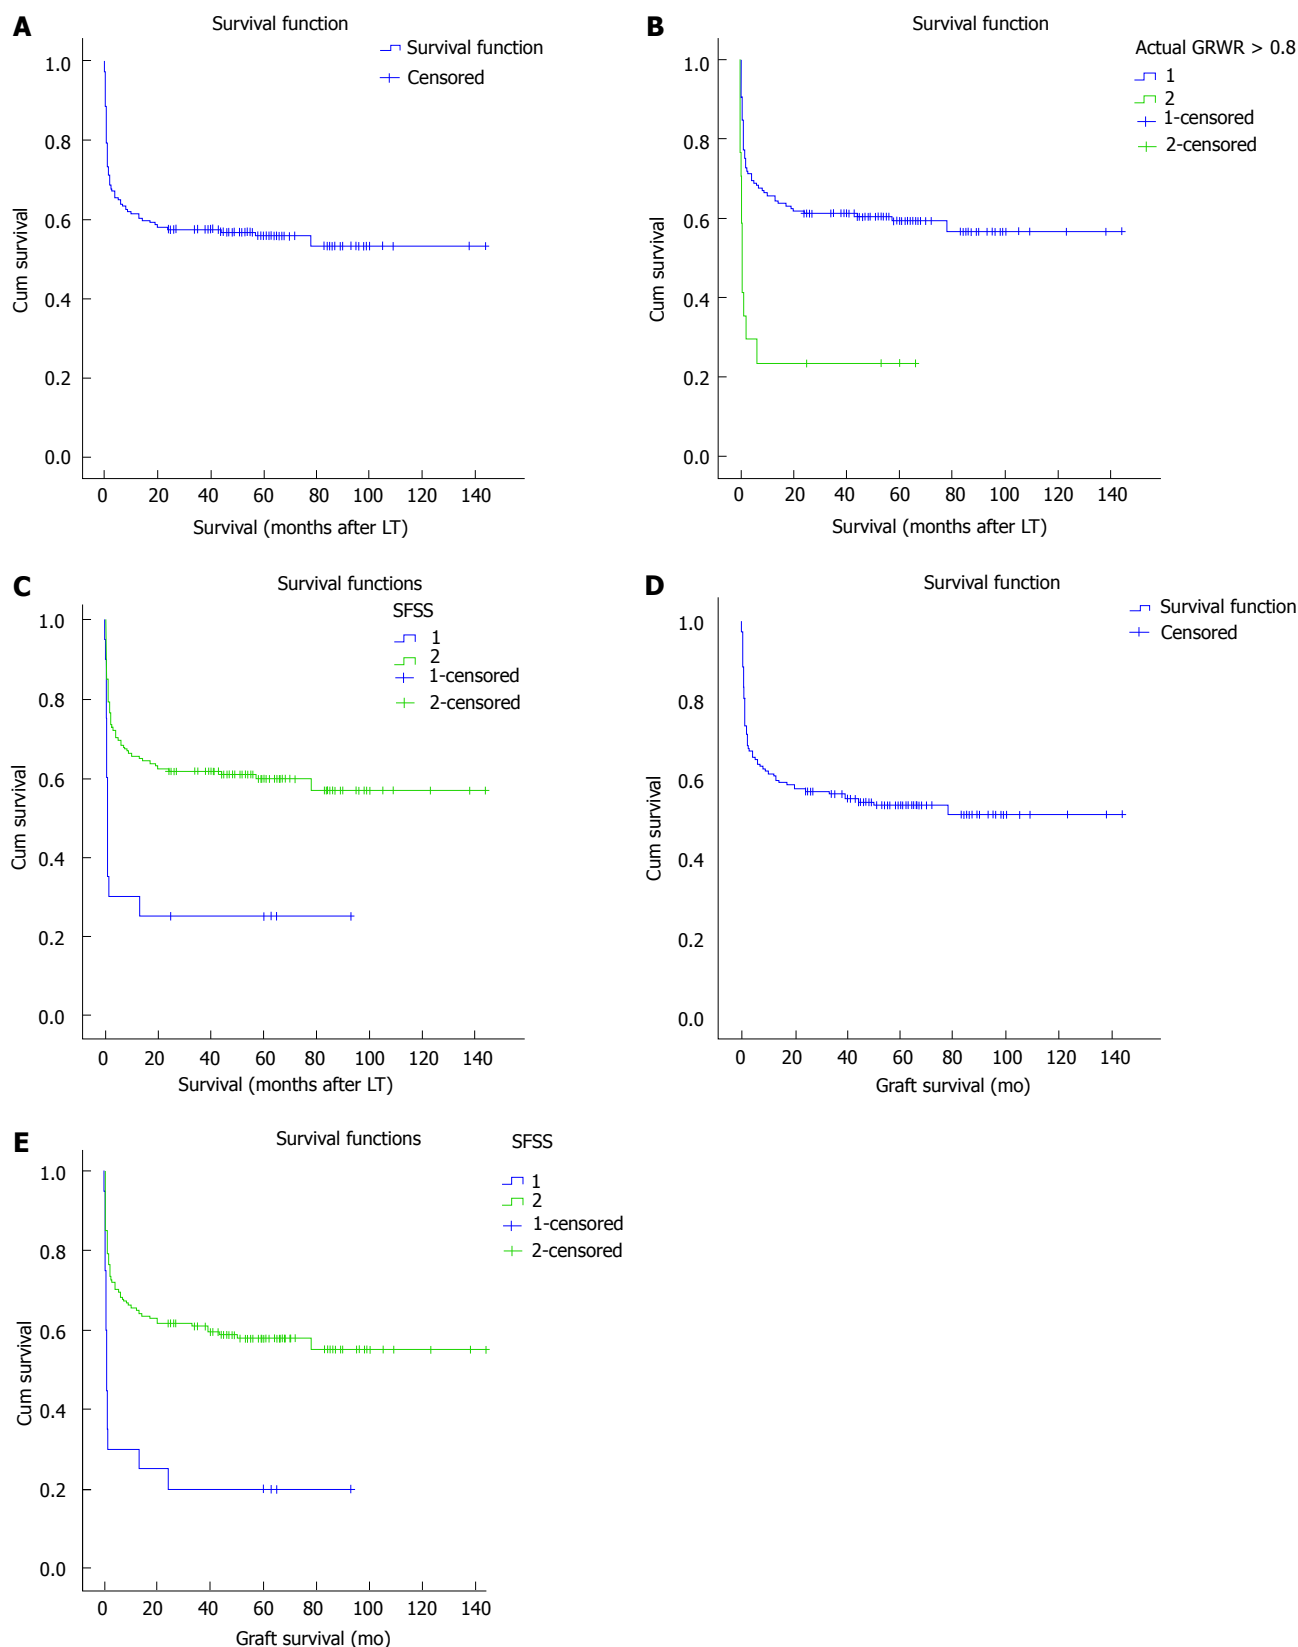 A
Survival function
Survival function
Censored
1.0
0.8
0.6
0.4
0.2
0.0
Cum survival
0 20 40 60 80 100 120 140
Survival (months after LT)
B
Survival function
Actual GRWR > 0.8
1
2
1-censored
2-censored
1.0
0.8
0.6
0.4
0.2
0.0
Cum survival
0 20 40 60 80 100 120 140
Survival (months after LT)
C
Survival functions
SFSS
1
2
1-censored
2-censored
1.0
0.8
0.6
0.4
0.2
0.0
Cum survival
0 20 40 60 80 100 120 140
Survival (months after LT)
D
Survival function
Survival function
Censored
1.0
0.8
0.6
0.4
0.2
0.0
Cum survival
0 20 40 60 80 100 120 140
Graft survival (mo)
E
Survival functions
SFSS
1
2
1-censored
2-censored
1.0
0.8
0.6
0.4
0.2
0.0
Cum survival
0 20 40 60 80 100 120 140
Graft survival (mo)